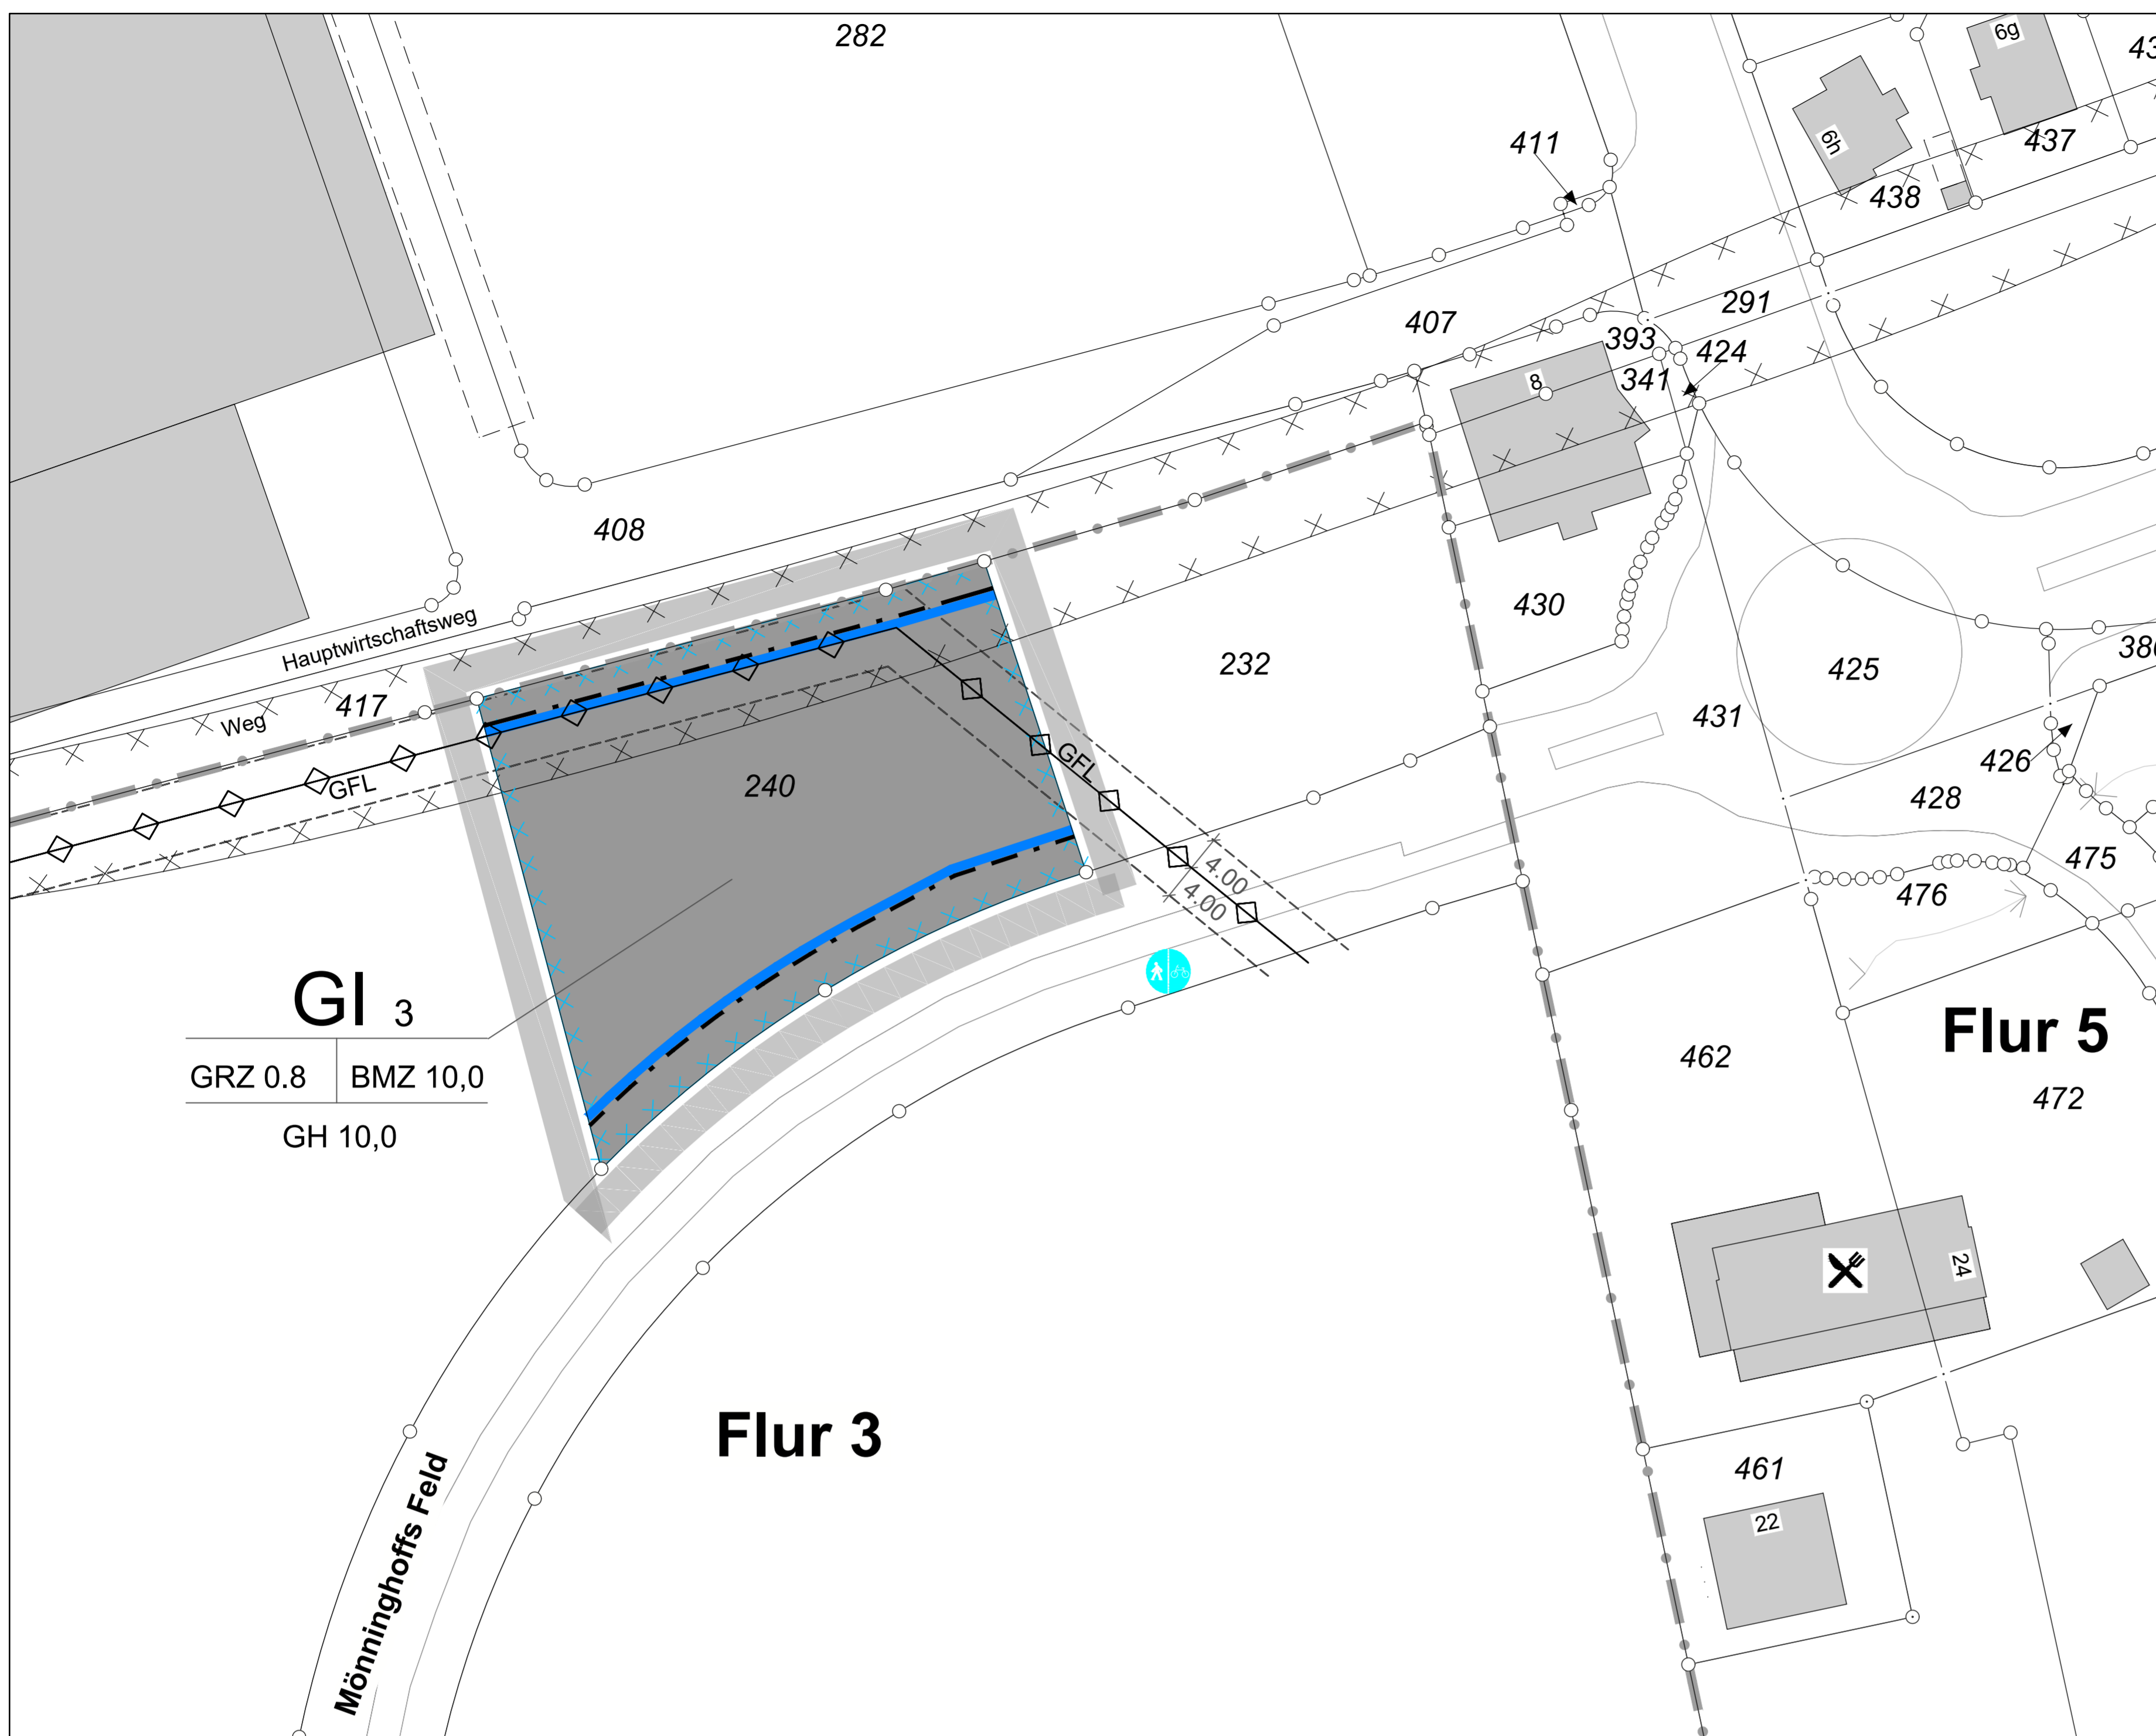 282
6g
6h
411
437
438
291
407
393
424
341
8
408
Hauptwirtschaftsweg
417
Weg
GFL
430
232
425
431
240
GFL
426
428
475
476
4.00
4.00
GI 3
GRZ 0.8
BMZ 10,0
GH 10,0
Flur 5
462
472
24
Flur 3
461
22
Mönninghoffs Feld